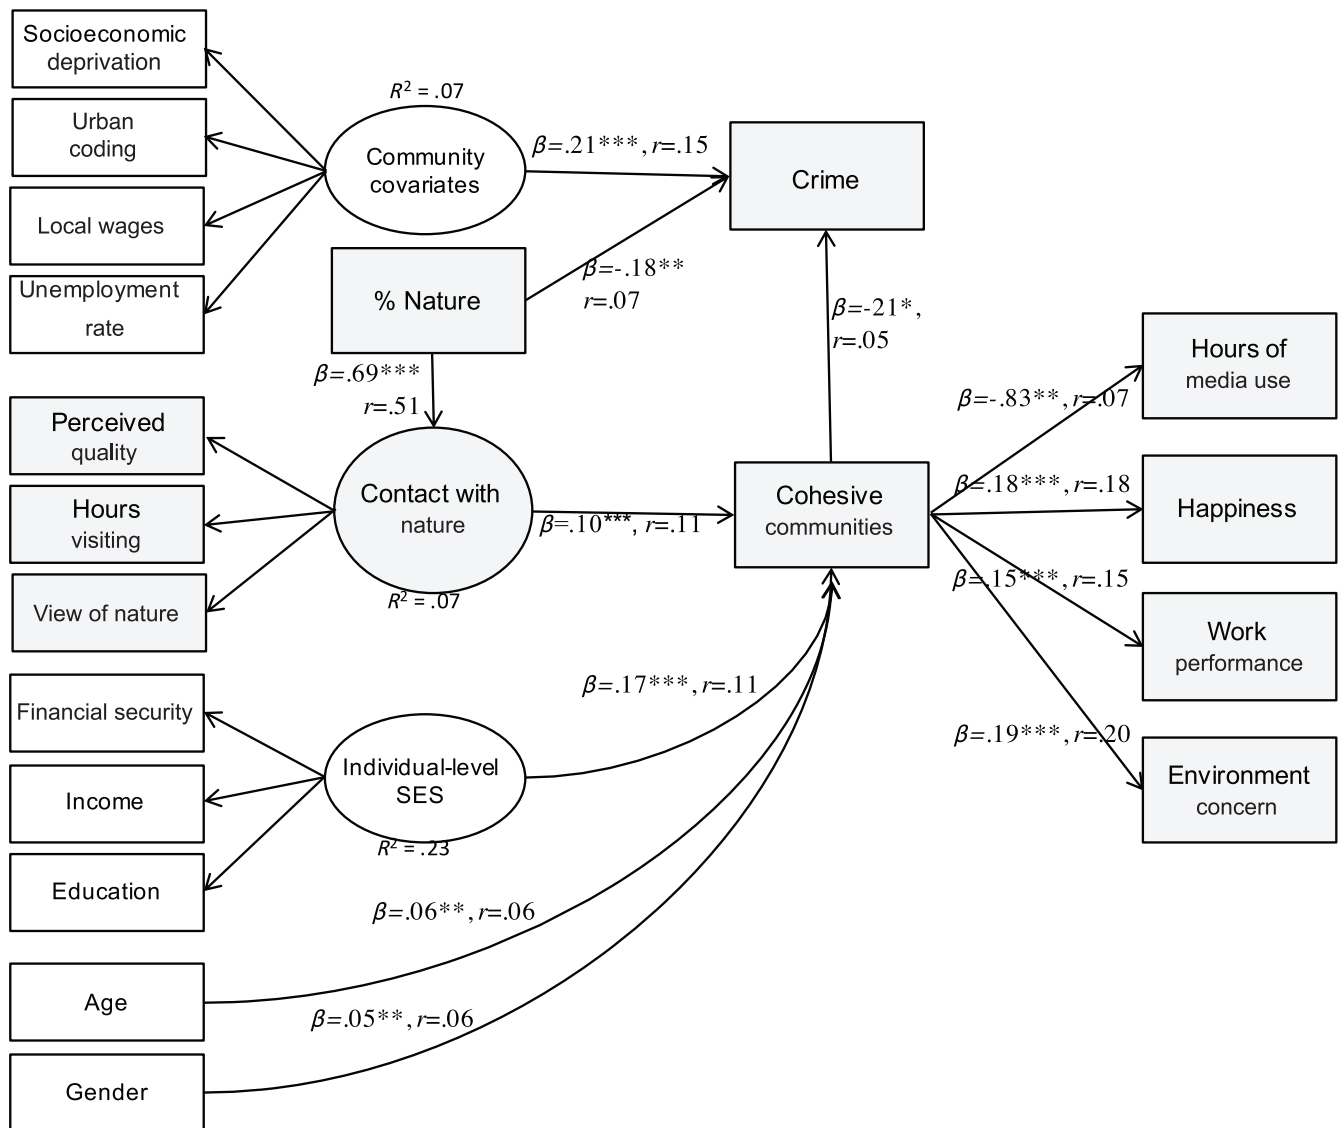 Socioeconomic
deprivation
Urban
coding
Local wages
Unemployment
rate
R² = .07
Community
covariates
β=.21***, r=.15
Crime
% Nature
β=-.18**
r=.07
β=-21*,
r=.05
β=.69***
r=.51
Perceived
quality
Hours
visiting
View of nature
Contact with
nature
R² = .07
β=.10***, r=.11
Cohesive
communities
β=-.83**, r=.07
Hours of
media use
β=.18***, r=.18
Happiness
β=.15***, r=.15
Work
performance
β=.19***, r=.20
Environment
concern
Financial security
Income
Education
Individual-level
SES
R² = .23
β=.17***, r=.11
β=.06**, r=.06
Age
β=.05**, r=.06
Gender